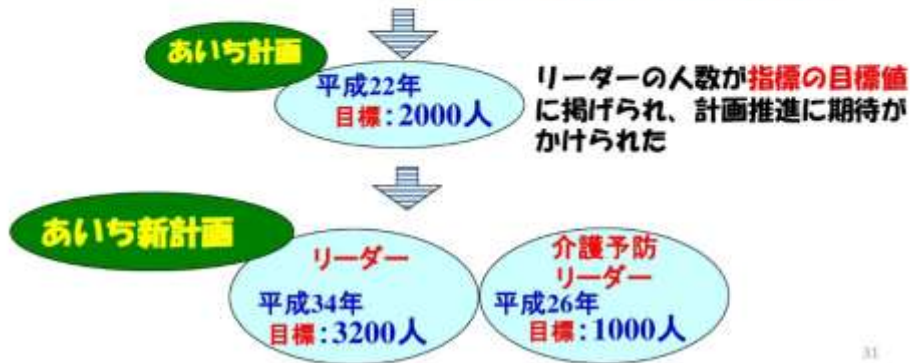 あいち計画
平成22年
目標:2000人
リーダーの人数が指標の目標値
に掲げられ、計画推進に期待が
かけられた
あいち新計画
リーダー
平成34年
目標:3200人
介護予防
リーダー
平成26年
目標:1000人
31